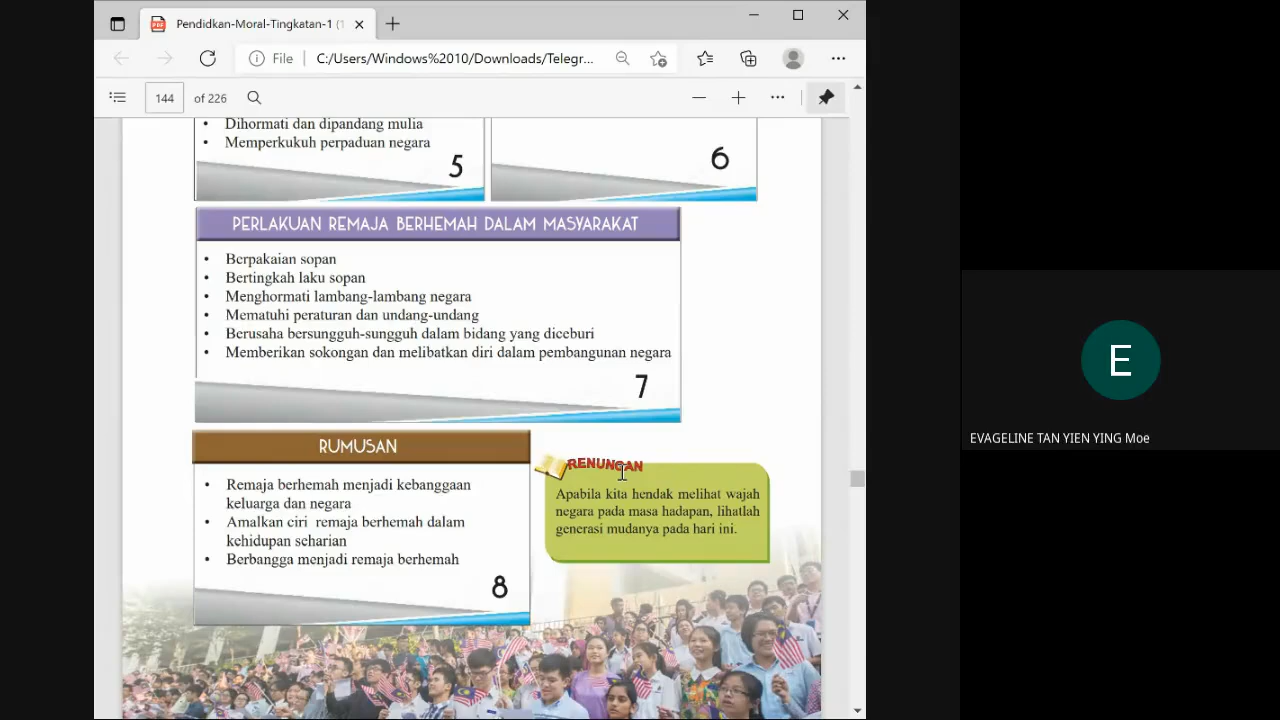 Pendidkan-Moral-Tingkatan-1 (1
File
C:/Users/Windows%2010/Downloads/Telegr...
144 of 226
• Dihormati dan dipandang mulia
• Memperkukuh perpaduan negara
5
6
PERLAKUAN REMAJA BERHEMAH DALAM MASYARAKAT
• Berpakaian sopan
• Bertingkah laku sopan
• Menghormati lambang-lambang negara
• Mematuhi peraturan dan undang-undang
• Berusaha bersungguh-sungguh dalam bidang yang diceburi
• Memberikan sokongan dan melibatkan diri dalam pembangunan negara
7
RUMUSAN
• Remaja berhemah menjadi kebanggaan
keluarga dan negara
• Amalkan ciri remaja berhemah dalam
kehidupan seharian
• Berbangga menjadi remaja berhemah
8
RENUNGAN
Apabila kita hendak melihat wajah
negara pada masa hadapan, lihatlah
generasi mudanya pada hari ini.
E
EVAGELINE TAN YIEN YING Moe